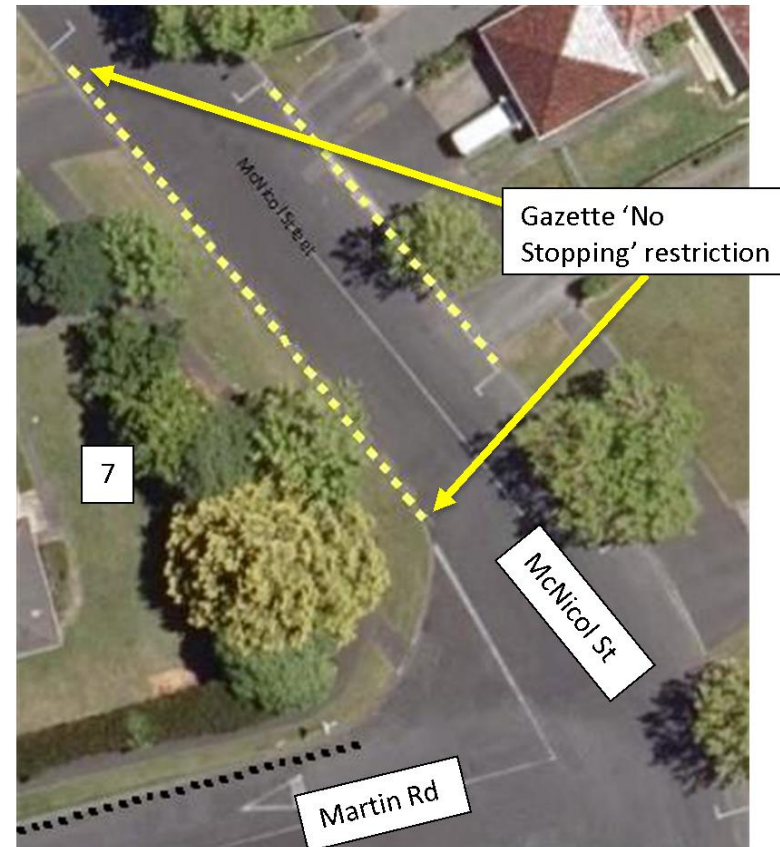 McNicol Street
Gazette ‘No
Stopping’ restriction
7
McNicol St
Martin Rd